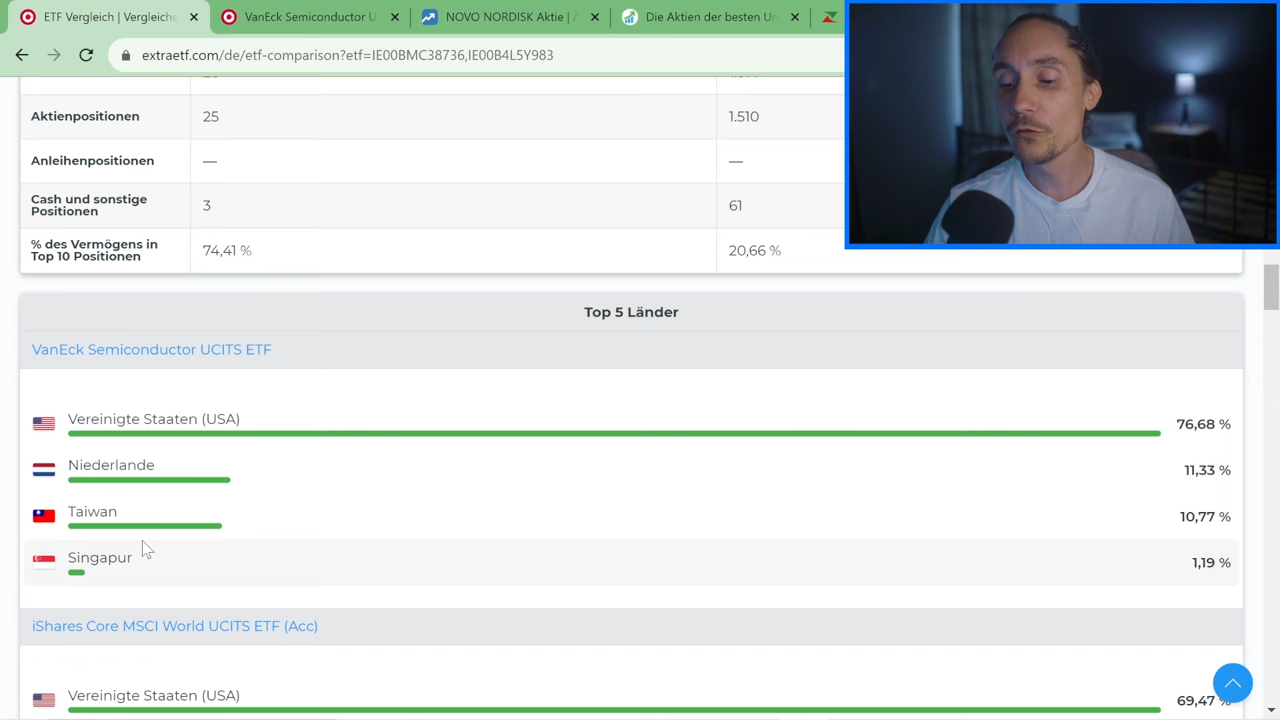 ETF Vergleich | Vergleiche
VanEck Semiconductor U
NOVO NORDISK Aktie | A
Die Aktien der besten Un
extraetf.com/de/etf-comparison?etf=IE00BMC38736,IE00B4L5Y983
Aktienpositionen 25 1.510
Anleihenpositionen — —
Cash und sonstige
Positionen 3 61
% des Vermögens in
Top 10 Positionen 74,41 % 20,66 %
Top 5 Länder
VanEck Semiconductor UCITS ETF
Vereinigte Staaten (USA) 76,68 %
Niederlande 11,33 %
Taiwan 10,77 %
Singapur 1,19 %
iShares Core MSCI World UCITS ETF (Acc)
Vereinigte Staaten (USA) 69,47 %